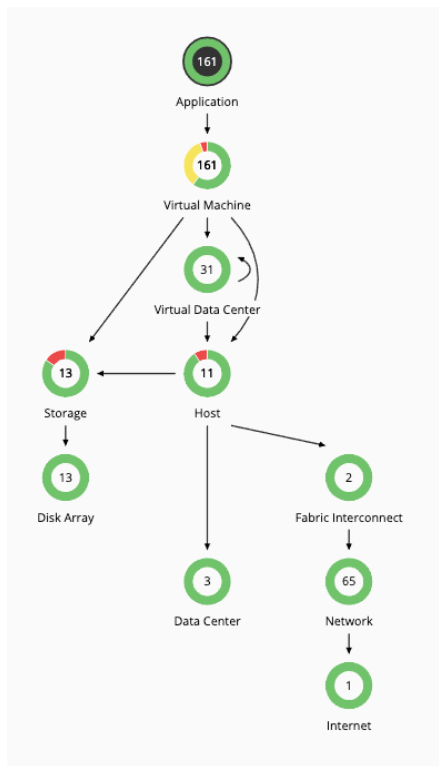 161
Application
161
Virtual Machine
31
Virtual Data Center
13
11
Storage
Host
13
2
Disk Array
Fabric Interconnect
3
65
Data Center
Network
1
Internet